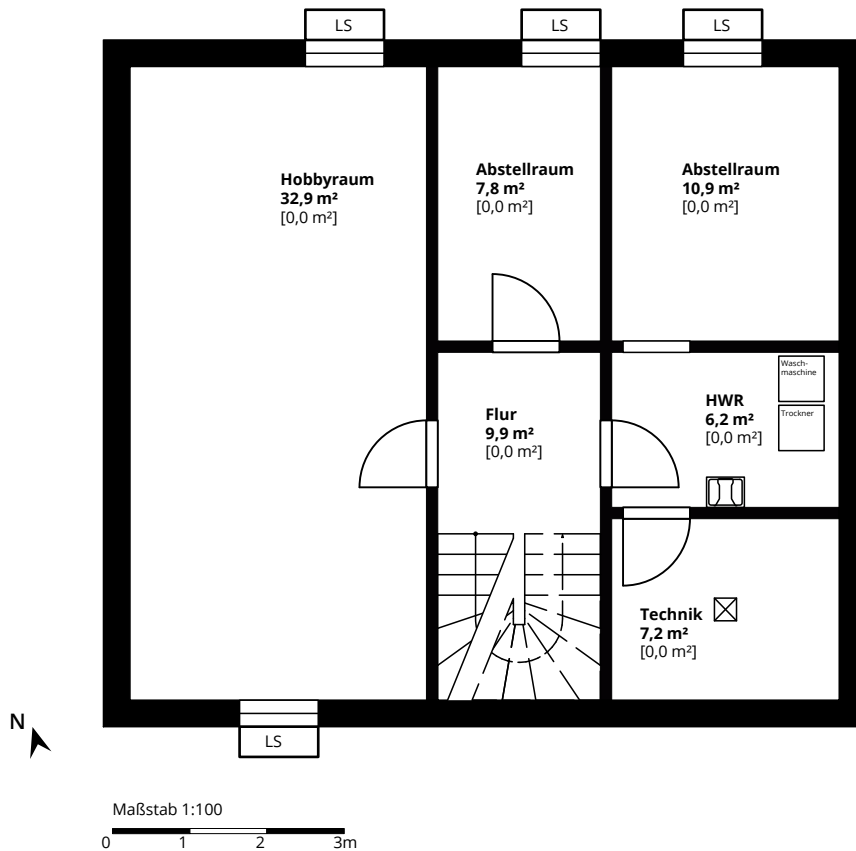 LS
LS
LS
Hobbyraum
32,9 m²
[0,0 m²]
Abstellraum
7,8 m²
[0,0 m²]
Abstellraum
10,9 m²
[0,0 m²]
Flur
9,9 m²
[0,0 m²]
Wasch-
maschine
Trockner
HWR
6,2 m²
[0,0 m²]
Technik
7,2 m²
[0,0 m²]
LS
N
Maßstab 1:100
0 1 2 3m